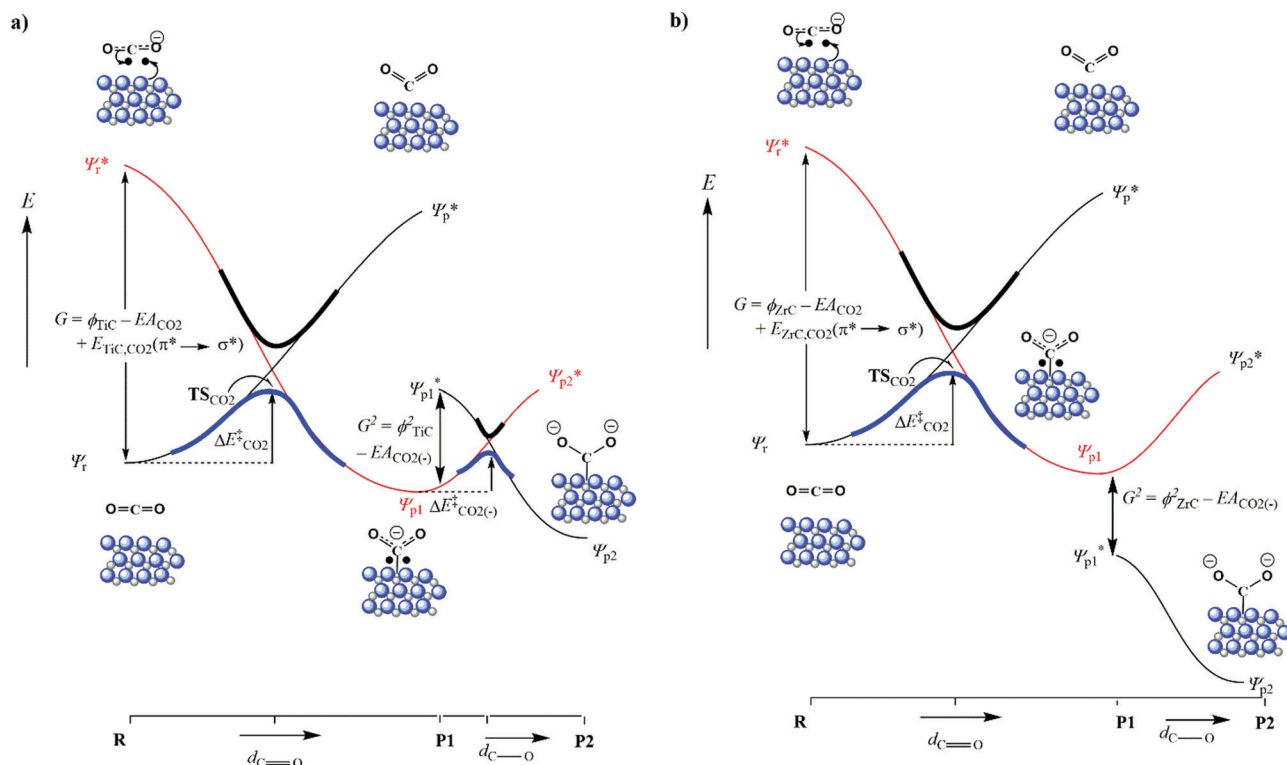 a)
O=C=O ⊖
C O O
Ψr*
E
Ψp*
G = ϕTiC – EACO2
+ ETiC,CO2(π* → σ*)
TSCO2
ΔE‡CO2
Ψr
Ψp1*
Ψp2*
G² = ϕ²TiC
– EACO2(-)
Ψp1
ΔE‡CO2(-)
⊖ ⊖
O O
C
Ψp2
O=C=O
⊖
O O
C
R
P1
P2
dC=O
dC—O
b)
O=C=O ⊖
O O
C
Ψr*
E
Ψp*
G = ϕZrC – EACO2
+ EZrC,CO2(π* → σ*)
TSCO2
ΔE‡CO2
Ψr
⊖
O O
C
Ψp2*
Ψp1
G² = ϕ²ZrC – EACO2(-)
Ψp1*
O=C=O
⊖ ⊖
O O
C
Ψp2
R
P1
P2
dC=O
dC—O